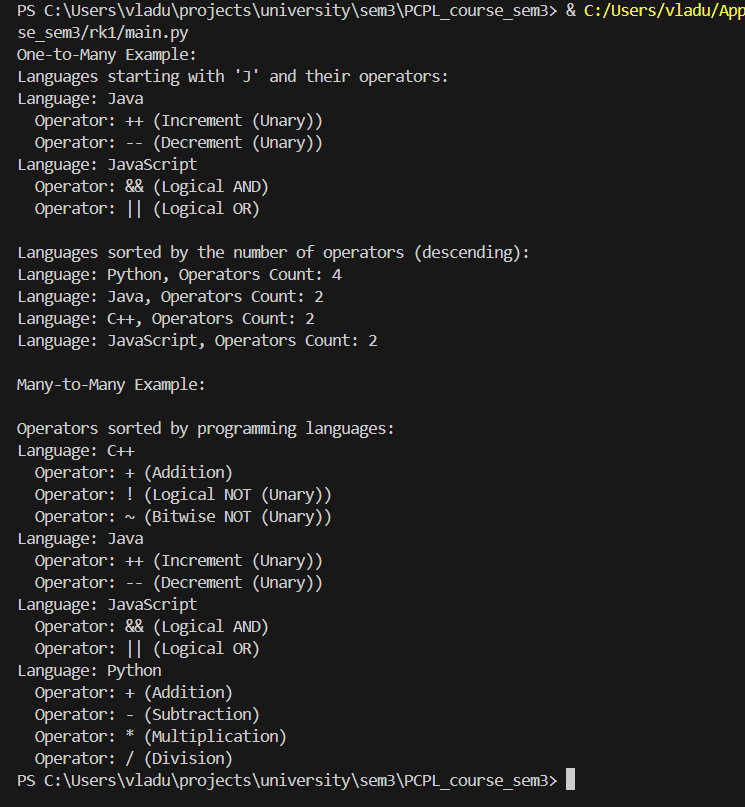 PS C:\Users\vladu\projects\university\sem3\PCPL_course_sem3> & C:/Users/vladu/App
se_sem3/rk1/main.py
One-to-Many Example:
Languages starting with 'J' and their operators:
Language: Java
  Operator: ++ (Increment (Unary))
  Operator: -- (Decrement (Unary))
Language: JavaScript
  Operator: && (Logical AND)
  Operator: || (Logical OR)

Languages sorted by the number of operators (descending):
Language: Python, Operators Count: 4
Language: Java, Operators Count: 2
Language: C++, Operators Count: 2
Language: JavaScript, Operators Count: 2

Many-to-Many Example:

Operators sorted by programming languages:
Language: C++
  Operator: + (Addition)
  Operator: ! (Logical NOT (Unary))
  Operator: ~ (Bitwise NOT (Unary))
Language: Java
  Operator: ++ (Increment (Unary))
  Operator: -- (Decrement (Unary))
Language: JavaScript
  Operator: && (Logical AND)
  Operator: || (Logical OR)
Language: Python
  Operator: + (Addition)
  Operator: - (Subtraction)
  Operator: * (Multiplication)
  Operator: / (Division)
PS C:\Users\vladu\projects\university\sem3\PCPL_course_sem3>